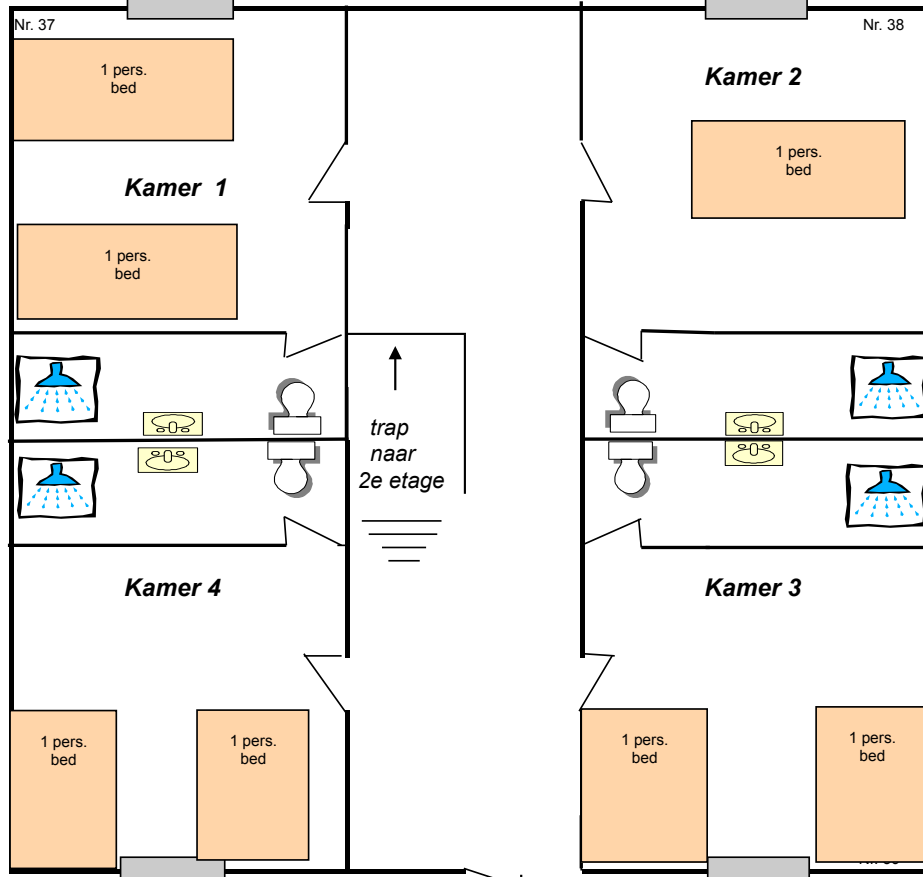 Nr. 37
Nr. 38
1 pers.
bed
Kamer 2
1 pers.
bed
Kamer 1
1 pers.
bed
trap
naar
2e etage
Kamer 4
Kamer 3
1 pers.
bed
1 pers.
bed
1 pers.
bed
1 pers.
bed